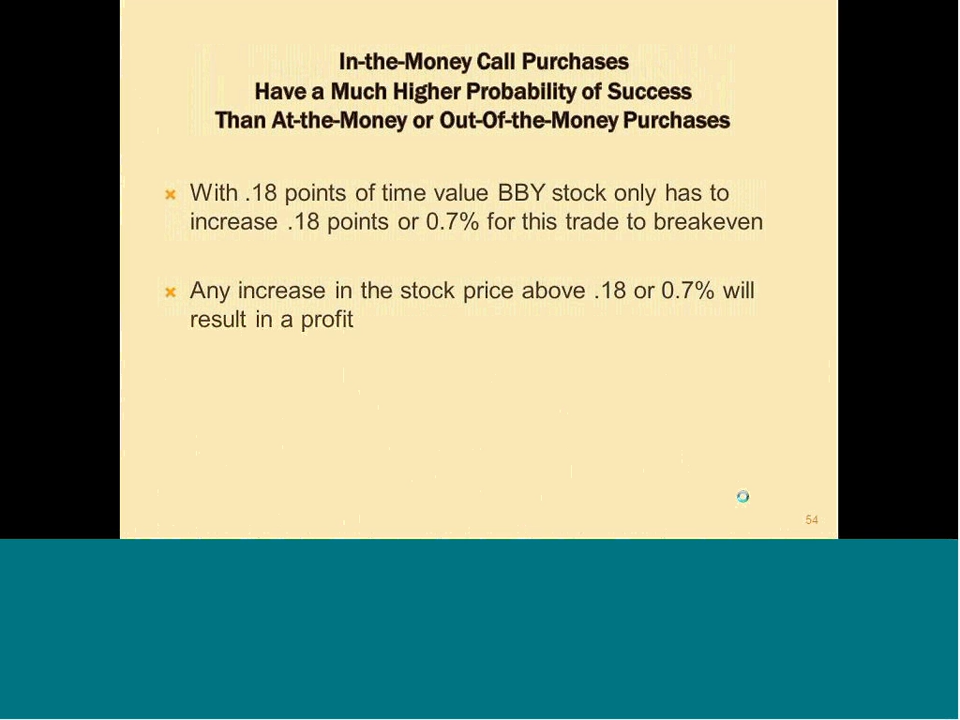 In-the-Money Call Purchases
Have a Much Higher Probability of Success
Than At-the-Money or Out-Of-the-Money Purchases
With .18 points of time value BBY stock only has to
increase .18 points or 0.7% for this trade to breakeven
Any increase in the stock price above .18 or 0.7% will
result in a profit
54